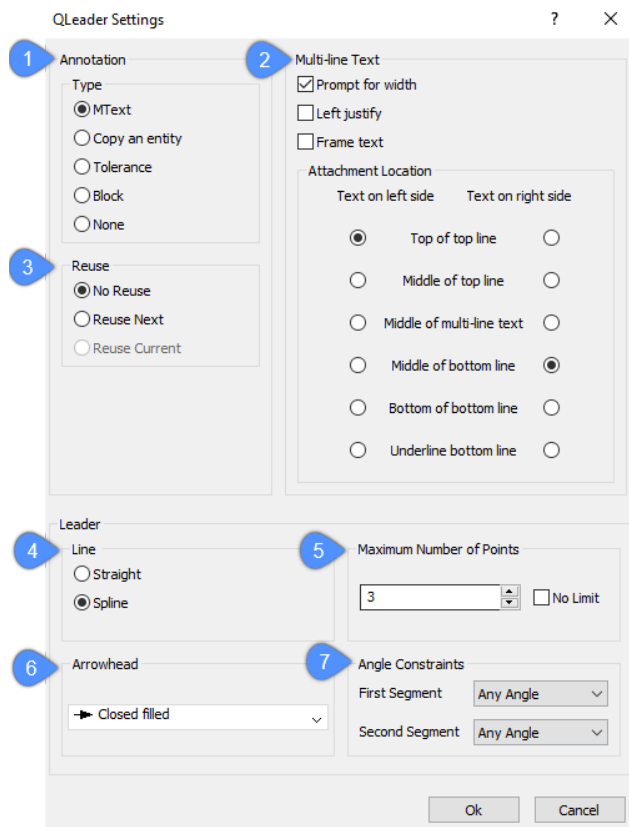 QLeader Settings ?
1 Annotation
Type
MText
Copy an entity
Tolerance
Block
None
3 Reuse
No Reuse
Reuse Next
Reuse Current
2 Multi-line Text
Prompt for width
Left justify
Frame text
Attachment Location
Text on left side Text on right side
Top of top line
Middle of top line
Middle of multi-line text
Middle of bottom line
Bottom of bottom line
Underline bottom line
Leader
4 Line
Straight
Spline
5 Maximum Number of Points
3 No Limit
6 Arrowhead
Closed filled
7 Angle Constraints
First Segment Any Angle
Second Segment Any Angle
Ok Cancel